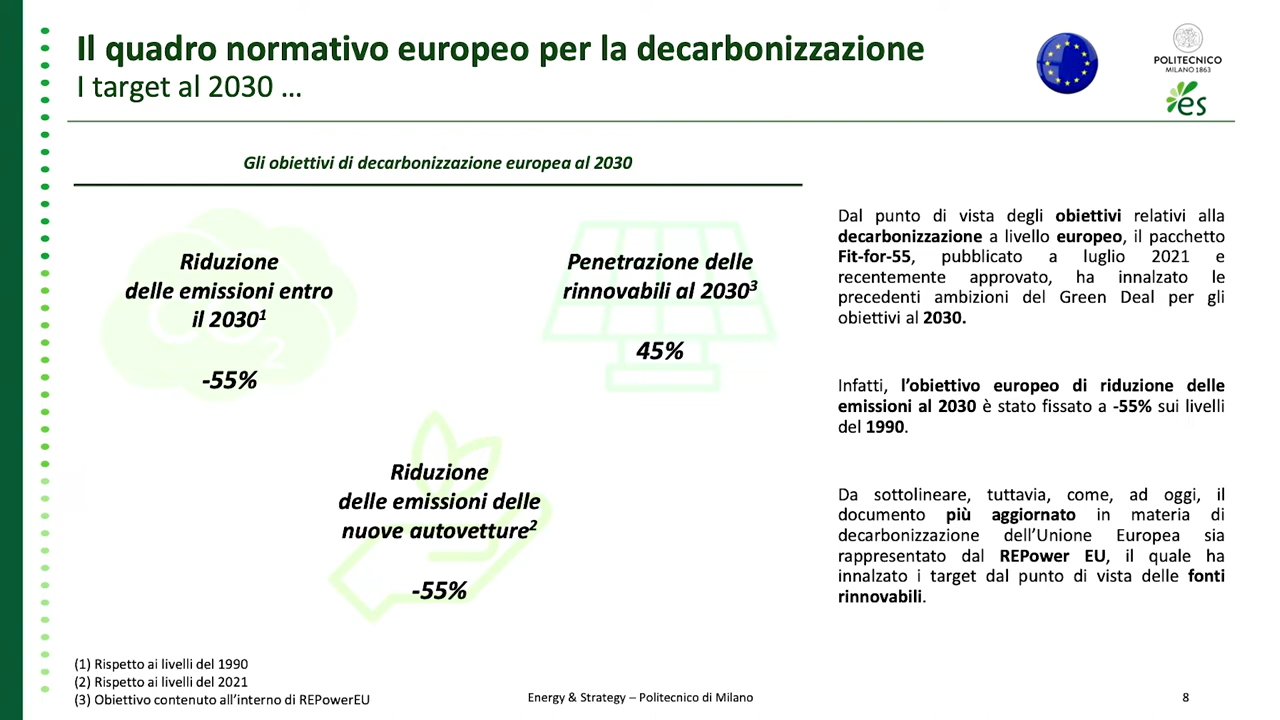 Il quadro normativo europeo per la decarbonizzazione
I target al 2030 ...
POLITECNICO
MILANO 1863
es
Gli obiettivi di decarbonizzazione europea al 2030
Riduzione
delle emissioni entro
il 2030¹
-55%
CO2
Penetrazione delle
rinnovabili al 2030³
45%
Riduzione
delle emissioni delle
nuove autovetture²
-55%
Dal punto di vista degli obiettivi relativi alla
decarbonizzazione a livello europeo, il pacchetto
Fit-for-55, pubblicato a luglio 2021 e
recentemente approvato, ha innalzato le
precedenti ambizioni del Green Deal per gli
obiettivi al 2030.
Infatti, l’obiettivo europeo di riduzione delle
emissioni al 2030 è stato fissato a -55% sui livelli
del 1990.
Da sottolineare, tuttavia, come, ad oggi, il
documento più aggiornato in materia di
decarbonizzazione dell’Unione Europea sia
rappresentato dal REPower EU, il quale ha
innalzato i target dal punto di vista delle fonti
rinnovabili.
(1) Rispetto ai livelli del 1990
(2) Rispetto ai livelli del 2021
(3) Obiettivo contenuto all’interno di REPowerEU
Energy & Strategy – Politecnico di Milano
8